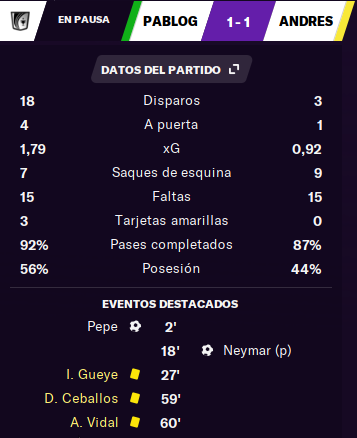 EN PAUSA PABLOG 1 - 1 ANDRES
DATOS DEL PARTIDO
18 Disparos 3
4 A puerta 1
1,79 xG 0,92
7 Saques de esquina 9
15 Faltas 15
3 Tarjetas amarillas 0
92% Pases completados 87%
56% Posesión 44%
EVENTOS DESTACADOS
Pepe 2'
18' Neymar (p)
I. Gueye 27'
D. Ceballos 59'
A. Vidal 60'